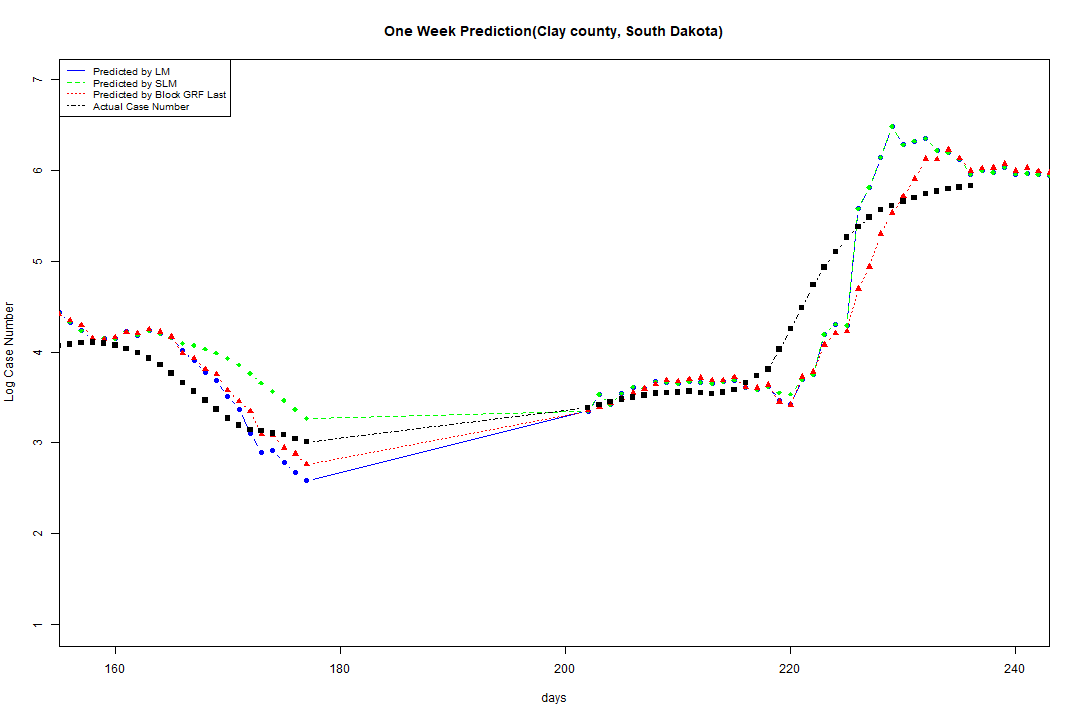 One Week Prediction(Clay county, South Dakota)
Predicted by LM
Predicted by SLM
Predicted by Block GRF Last
Actual Case Number
7
6
5
4
3
2
1
Log Case Number
160 180 200 220 240
days